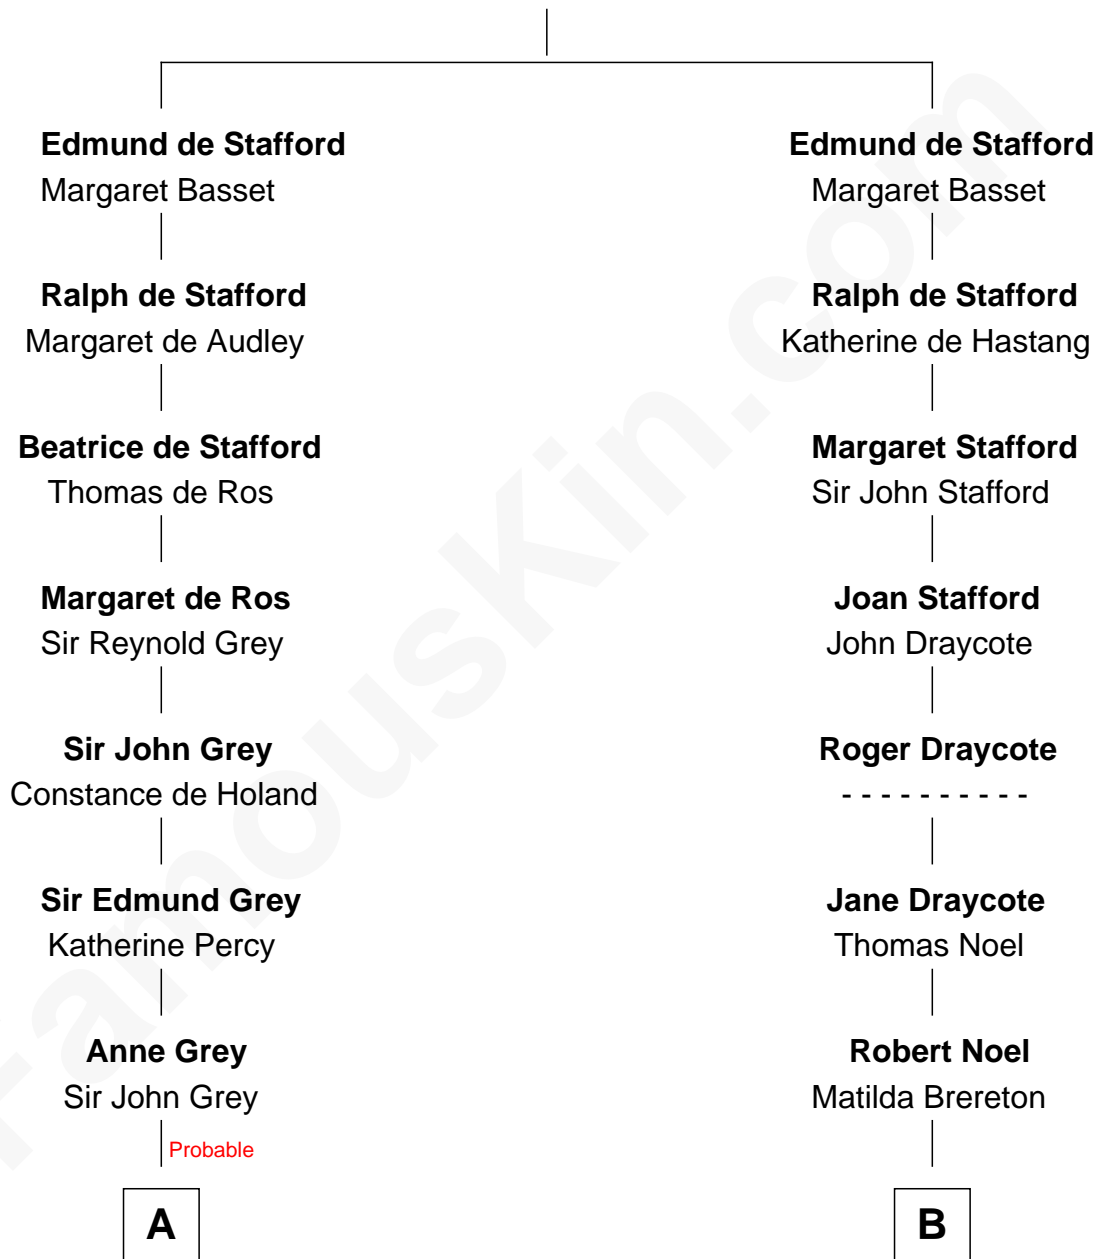 Edmund de Stafford
Margaret Basset
Ralph de Stafford
Margaret de Audley
Beatrice de Stafford
Thomas de Ros
Margaret de Ros
Sir Reynold Grey
Sir John Grey
Constance de Holand
Sir Edmund Grey
Katherine Percy
Anne Grey
Sir John Grey
Probable
A
Edmund de Stafford
Margaret Basset
Ralph de Stafford
Katherine de Hastang
Margaret Stafford
Sir John Stafford
Joan Stafford
John Draycote
Roger Draycote
- - - - - - - - - -
Jane Draycote
Thomas Noel
Robert Noel
Matilda Brereton
B
FamousKin.com